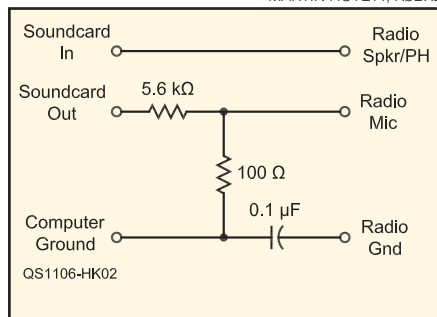 Soundcard
In
Radio
Spkr/PH
Soundcard
Out
5.6 kΩ
Radio
Mic
100 Ω
Computer
Ground
0.1 µF
Radio
Gnd
QS1106-HK02